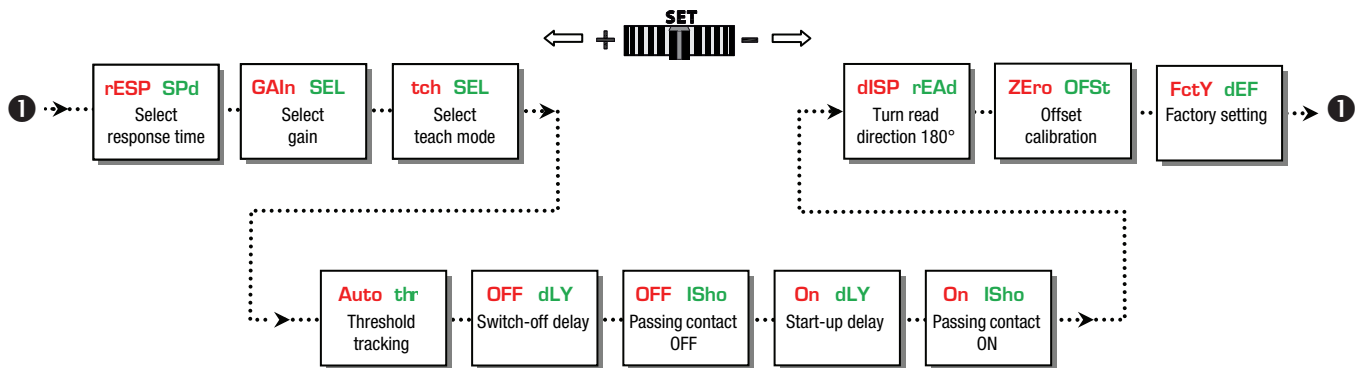 SET
+ -
❶
rESP SPd
Select
response time
GAIn SEL
Select
gain
tch SEL
Select
teach mode
Auto thr
Threshold
tracking
OFF dLY
Switch-off delay
OFF ISho
Passing contact
OFF
On dLY
Start-up delay
On ISho
Passing contact
ON
dISP rEAd
Turn read
direction 180°
ZEro OFSt
Offset
calibration
FctY dEF
Factory setting
❶